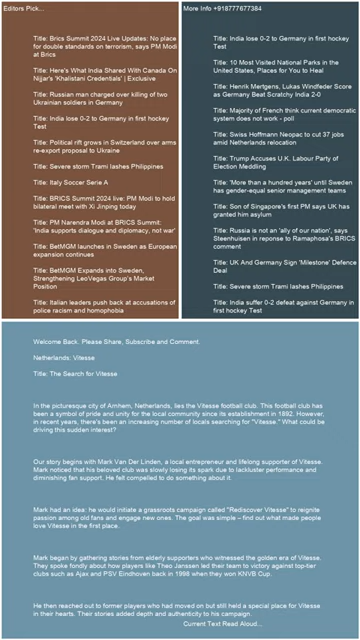 Editors Pick...
Title: Brics Summit 2024 Live Updates: No place
for double standards on terrorism, says PM Modi
at Brics
Title: Here's What India Shared With Canada On
Nijjar's 'Khalistani Credentials' | Exclusive
Title: Russian man charged over killing of two
Ukrainian soldiers in Germany
Title: India lose 0-2 to Germany in first hockey
Test
Title: Political rift grows in Switzerland over arms
re-export proposal to Ukraine
Title: Severe storm Trami lashes Philippines
Title: Italy Soccer Serie A
Title: BRICS Summit 2024 live: PM Modi to hold
bilateral meet with Xi Jinping today
Title: PM Narendra Modi at BRICS Summit:
'India supports dialogue and diplomacy, not war'
Title: BetMGM launches in Sweden as European
expansion continues
Title: BetMGM Expands into Sweden,
Strengthening LeoVegas Group's Market
Position
Title: Italian leaders push back at accusations of
police racism and homophobia
More Info +918777677384
Title: India lose 0-2 to Germany in first hockey
Test
Title: 10 Most Visited National Parks in the
United States, Places for You to Heal
Title: Henrik Mertgens, Lukas Windfeder Score
as Germany Beat Scratchy India 2-0
Title: Majority of French think current democratic
system does not work - poll
Title: Swiss Hoffmann Neopac to cut 37 jobs
amid Netherlands relocation
Title: Trump Accuses U.K. Labour Party of
Election Meddling
Title: 'More than a hundred years' until Sweden
has gender-equal senior management teams
Title: Son of Singapore's first PM says UK has
granted him asylum
Title: Russia is not an 'ally of our nation', says
Steenhuisen in reponse to Ramaphosa's BRICS
comment
Title: UK And Germany Sign 'Milestone' Defence
Deal
Title: Severe storm Trami lashes Philippines
Title: India suffer 0-2 defeat against Germany in
first hockey Test
Welcome Back. Please Share, Subscribe and Comment.
Netherlands: Vitesse
Title: The Search for Vitesse
In the picturesque city of Arnhem, Netherlands, lies the Vitesse football club. This football club has
been a symbol of pride and unity for the local community since its establishment in 1892. However,
in recent years, there's been an increasing number of locals searching for "Vitesse." What could be
driving this sudden interest?
Our story begins with Mark Van Der Linden, a local entrepreneur and lifelong supporter of Vitesse.
Mark noticed that his beloved club was slowly losing its spark due to lackluster performance and
diminishing fan support. He felt compelled to do something about it.
Mark had an idea: he would initiate a grassroots campaign called "Rediscover Vitesse" to reignite
passion among old fans and engage new ones. The goal was simple – find out what made people
love Vitesse in the first place.
Mark began by gathering stories from elderly supporters who witnessed the golden era of Vitesse.
They spoke fondly about how players like Theo Janssen led their team to victory against top-tier
clubs such as Ajax and PSV Eindhoven back in 1998 when they won KNVB Cup.
He then reached out to former players who had moved on but still held a special place for Vitesse
in their hearts. Their stories added depth and authenticity to his campaign.
Current Text Read Aloud...